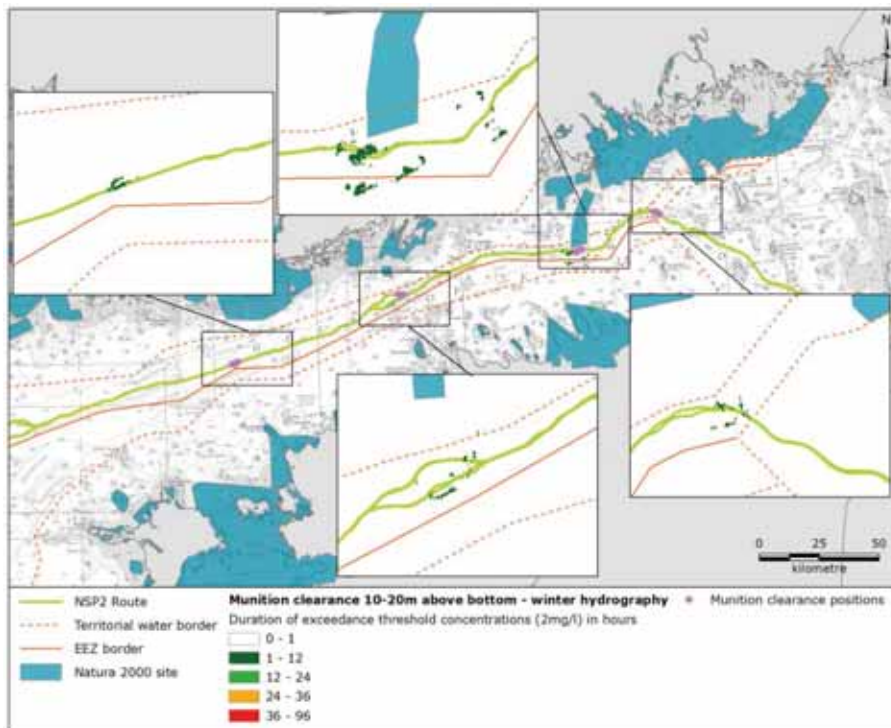 N
0 25 50
kilometre
NSP2 Route
Territorial water border
EEZ border
Natura 2000 site
Munition clearance 10-20m above bottom - winter hydrography
Duration of exceedance threshold concentrations (2mg/l) in hours
0 - 1
1 - 12
12 - 24
24 - 36
36 - 96
Munition clearance positions